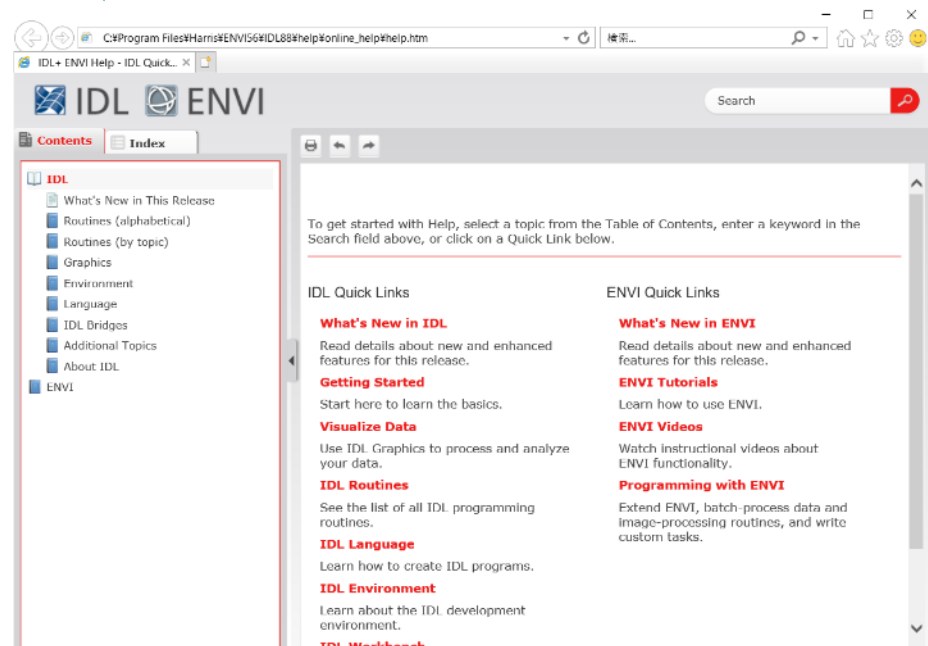 C:¥Program Files¥Harris¥ENVI56¥IDL88¥help¥online_help¥help.htm
検索...
IDL+ ENVI Help - IDL Quick...
IDL ENVI
Search
Contents
Index
IDL
What's New in This Release
Routines (alphabetical)
Routines (by topic)
Graphics
Environment
Language
IDL Bridges
Additional Topics
About IDL
ENVI
To get started with Help, select a topic from the Table of Contents, enter a keyword in the
Search field above, or click on a Quick Link below.
IDL Quick Links
What's New in IDL
Read details about new and enhanced
features for this release.
Getting Started
Start here to learn the basics.
Visualize Data
Use IDL Graphics to process and analyze
your data.
IDL Routines
See the list of all IDL programming
routines.
IDL Language
Learn how to create IDL programs.
IDL Environment
Learn about the IDL development
environment.
IDL Workbench
ENVI Quick Links
What's New in ENVI
Read details about new and enhanced
features for this release.
ENVI Tutorials
Learn how to use ENVI.
ENVI Videos
Watch instructional videos about
ENVI functionality.
Programming with ENVI
Extend ENVI, batch-process data and
image-processing routines, and write
custom tasks.